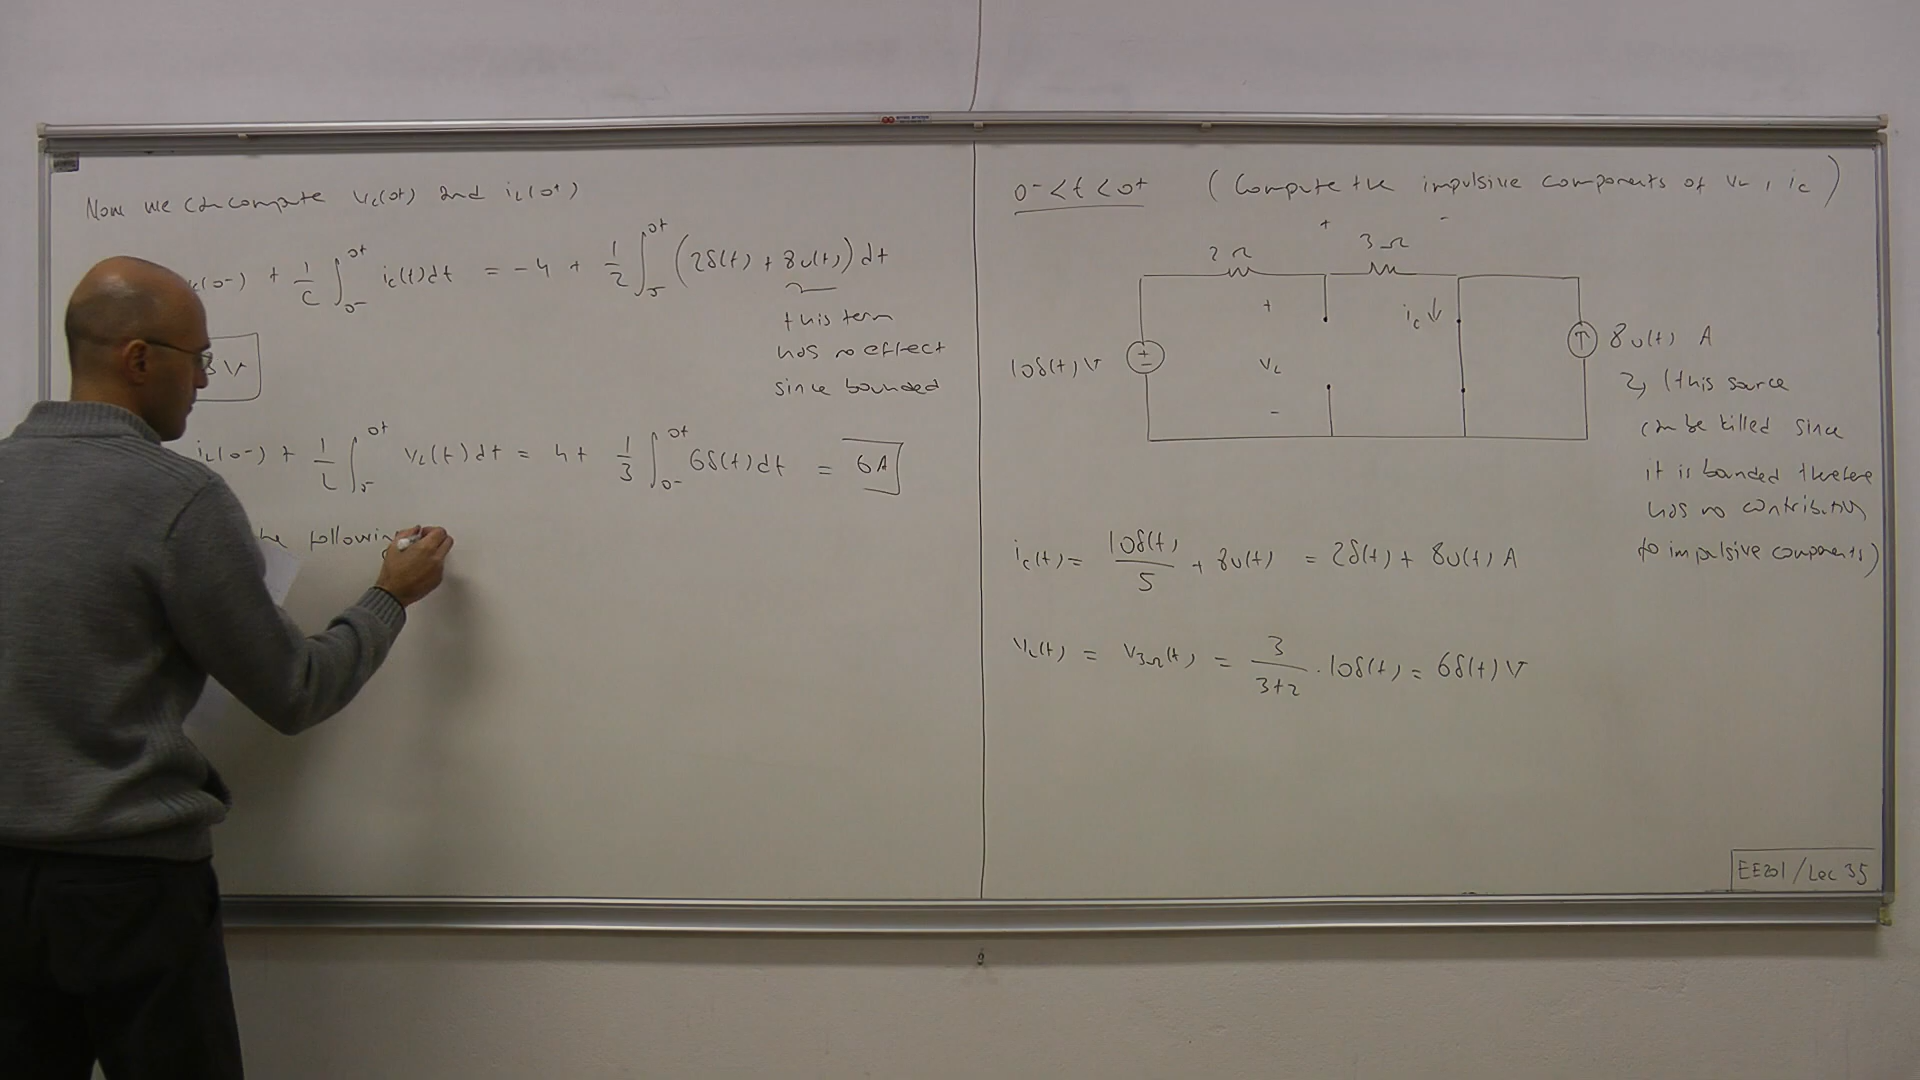 Now we can compute vc(0+) and iL(0+)
(0-) + 1/C ∫0-^0+ ic(t)dt = -4 + 1/2 ∫0-^0+ (2δ(t) + 8u(t)) dt
this term
has no effect
since bounded
V
iL(0-) + 1/L ∫0-^0+ vL(t)dt = 4 + 1/3 ∫0-^0+ 6δ(t)dt = 6A
following
0- < t < 0+ (Compute the impulsive components of vL, ic)
+ -
2Ω 3Ω
+ vL -
ic ↓
10δ(t) V
+ -
↑ 8u(t) A
(this source
can be killed since
it is bounded therefore
has no contribution
to impulsive components)
ic(t) = 10δ(t)/5 + 8u(t) = 2δ(t) + 8u(t) A
vL(t) = v3Ω(t) = 3/(3+2) · 10δ(t) = 6δ(t) V
EE201/Lec 35